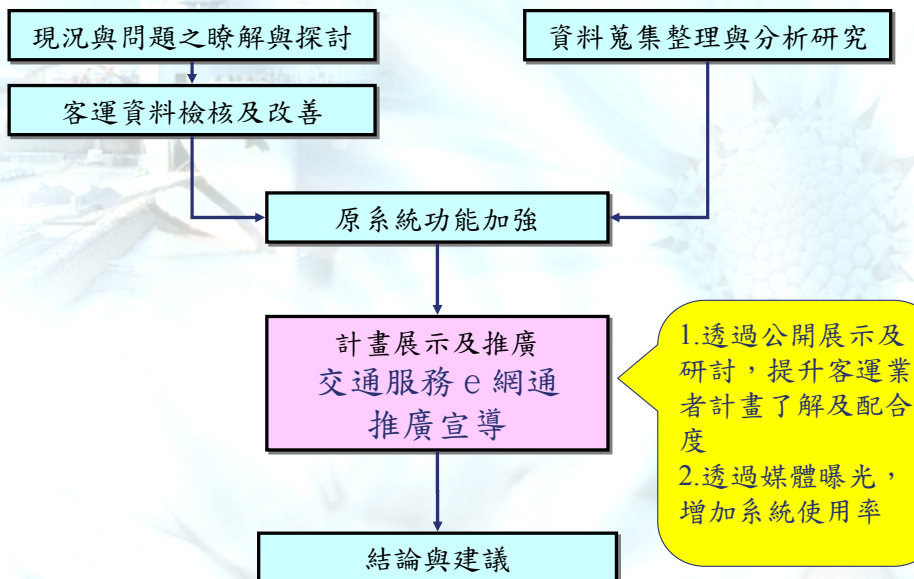 現況與問題之瞭解與探討
資料蒐集整理與分析研究
客運資料檢核及改善
原系統功能加強
計畫展示及推廣
交通服務 e 網通
推廣宣導
1.透過公開展示及
研討，提升客運業
者計畫了解及配合
度
2.透過媒體曝光，
增加系統使用率
結論與建議